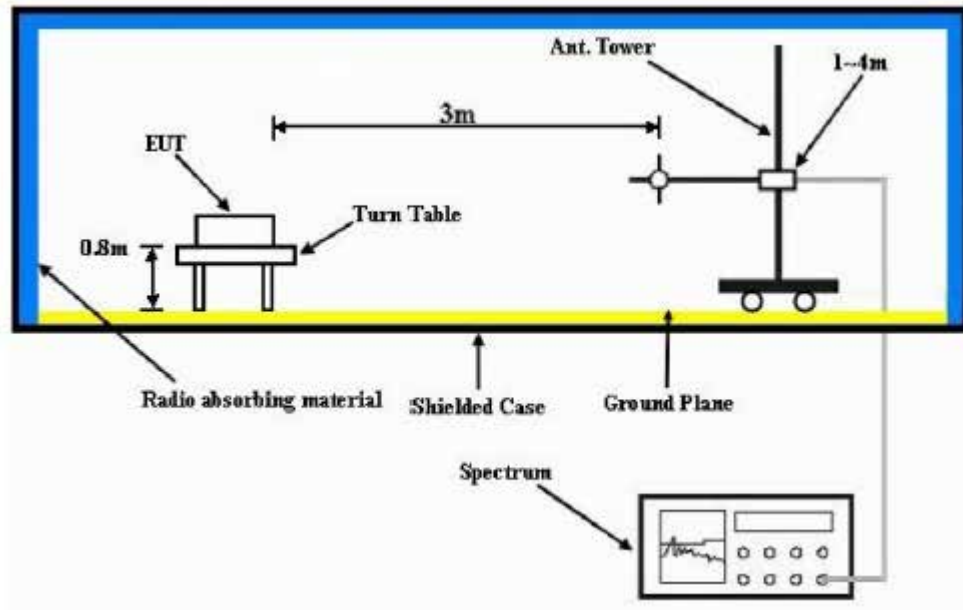 Ant. Tower
1~4m
3m
EUT
Turn Table
0.8m
Radio absorbing material
Shielded Case
Ground Plane
Spectrum